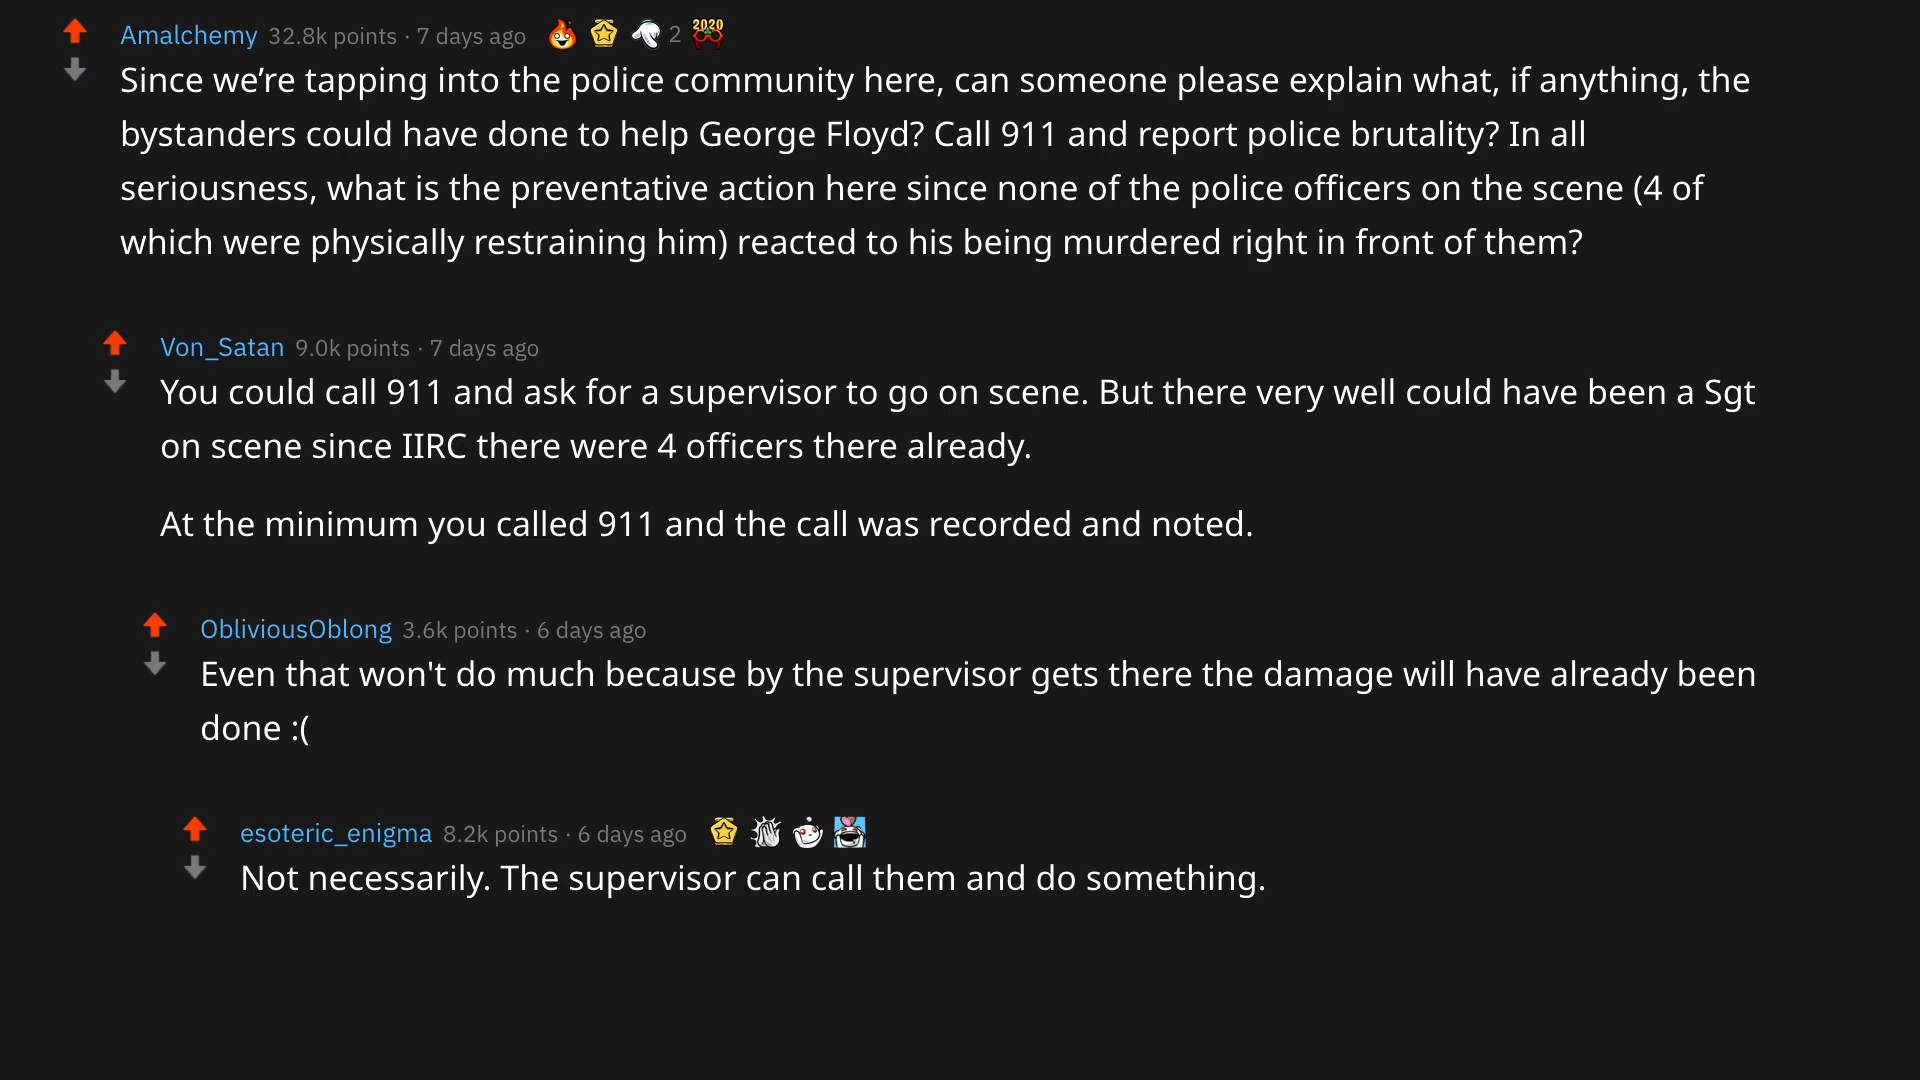 Amalchemy 32.8k points · 7 days ago 2 2020
Since we’re tapping into the police community here, can someone please explain what, if anything, the
bystanders could have done to help George Floyd? Call 911 and report police brutality? In all
seriousness, what is the preventative action here since none of the police officers on the scene (4 of
which were physically restraining him) reacted to his being murdered right in front of them?
Von_Satan 9.0k points · 7 days ago
You could call 911 and ask for a supervisor to go on scene. But there very well could have been a Sgt
on scene since IIRC there were 4 officers there already.
At the minimum you called 911 and the call was recorded and noted.
ObliviousOblong 3.6k points · 6 days ago
Even that won't do much because by the supervisor gets there the damage will have already been
done :(
esoteric_enigma 8.2k points · 6 days ago
Not necessarily. The supervisor can call them and do something.